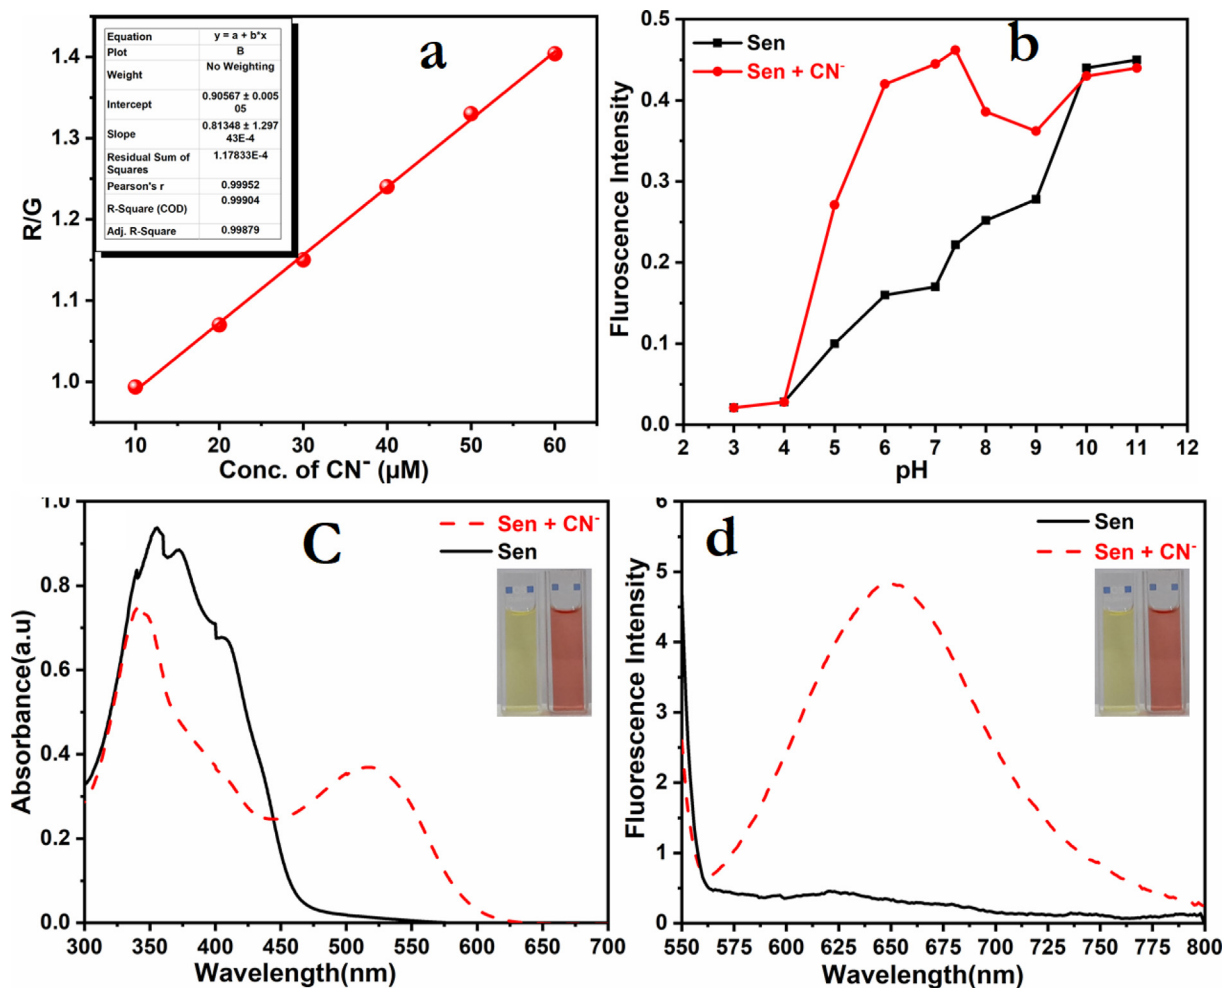 a
Equation y = a + b*x
Plot B
Weight No Weighting
Intercept 0.90567 ± 0.005
05
Slope 0.81348 ± 1.297
43E-4
Residual Sum of 1.17833E-4
Squares
Pearson's r 0.99952
R-Square (COD) 0.99904
Adj. R-Square 0.99879
1.4
1.3
1.2
1.1
1.0
R/G
10 20 30 40 50 60
Conc. of CN⁻ (µM)
b
Sen
Sen + CN⁻
0.5
0.4
0.3
0.2
0.1
0.0
Fluroscence Intensity
2 3 4 5 6 7 8 9 10 11 12
pH
C
Sen + CN⁻
Sen
1.0
0.8
0.6
0.4
0.2
0.0
Absorbance(a.u)
300 350 400 450 500 550 600 650 700
Wavelength(nm)
d
Sen
Sen + CN⁻
6
5
4
3
2
1
0
Fluorescence Intensity
550 575 600 625 650 675 700 725 750 775 800
Wavelength(nm)